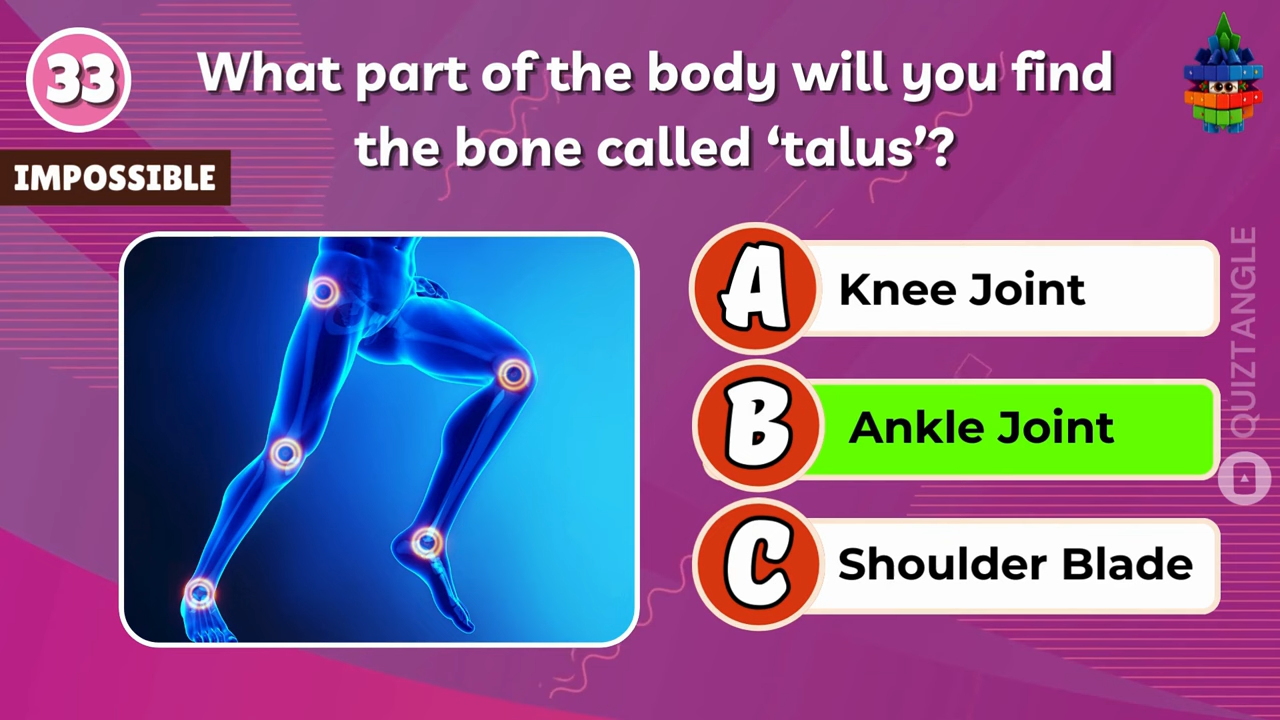 33
What part of the body will you find
the bone called ‘talus’?
IMPOSSIBLE
A Knee Joint
B Ankle Joint
C Shoulder Blade
QUIZTANGLE